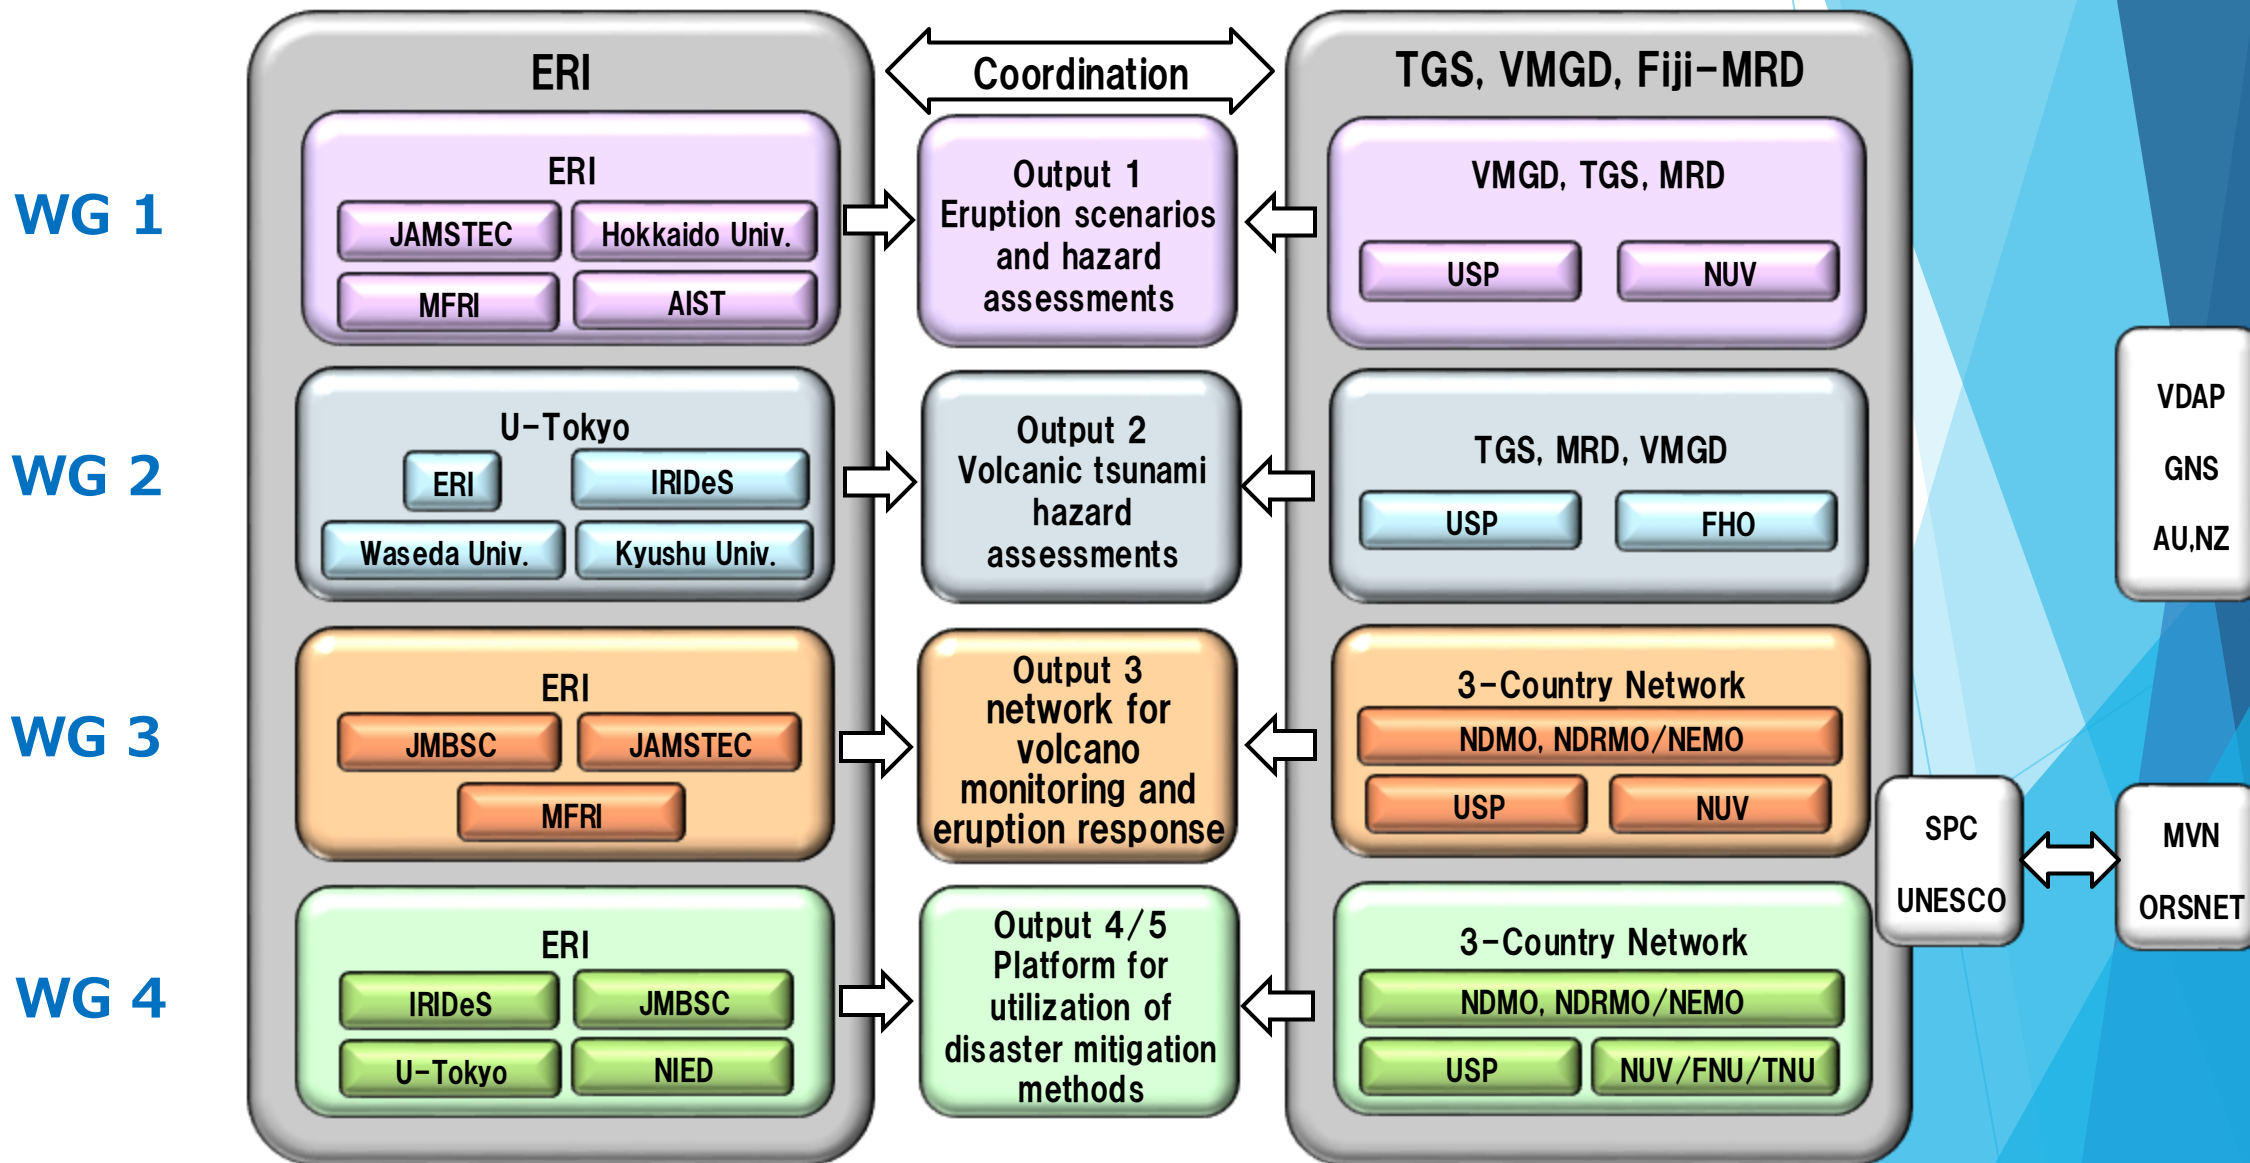 ERI
Coordination
TGS, VMGD, Fiji-MRD
WG 1
ERI
JAMSTEC
Hokkaido Univ.
MFRI
AIST
Output 1
Eruption scenarios
and hazard
assessments
VMGD, TGS, MRD
USP
NUV
WG 2
U-Tokyo
ERI
IRIDeS
Waseda Univ.
Kyushu Univ.
Output 2
Volcanic tsunami
hazard
assessments
TGS, MRD, VMGD
USP
FHO
WG 3
ERI
JMBSC
JAMSTEC
MFRI
Output 3
network for
volcano
monitoring and
eruption response
3-Country Network
NDMO, NDRMO/NEMO
USP
NUV
WG 4
ERI
IRIDeS
JMBSC
U-Tokyo
NIED
Output 4/5
Platform for
utilization of
disaster mitigation
methods
3-Country Network
NDMO, NDRMO/NEMO
USP
NUV/FNU/TNU
VDAP
GNS
AU,NZ
SPC
UNESCO
MVN
ORSNET